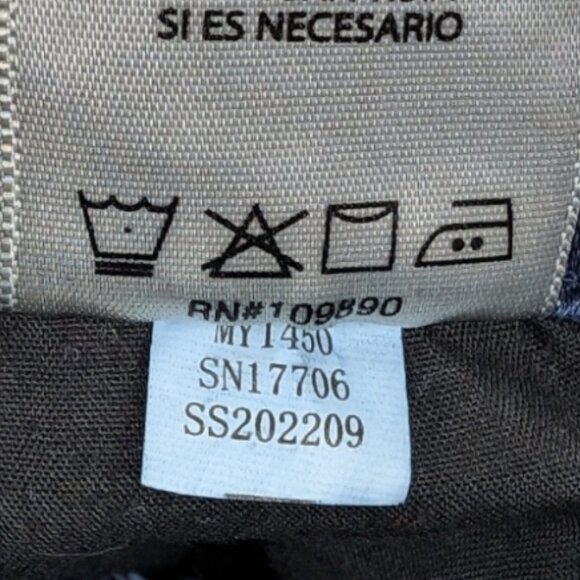 SI ES NECESARIO
RN#109890
MY1450
SN17706
SS202209